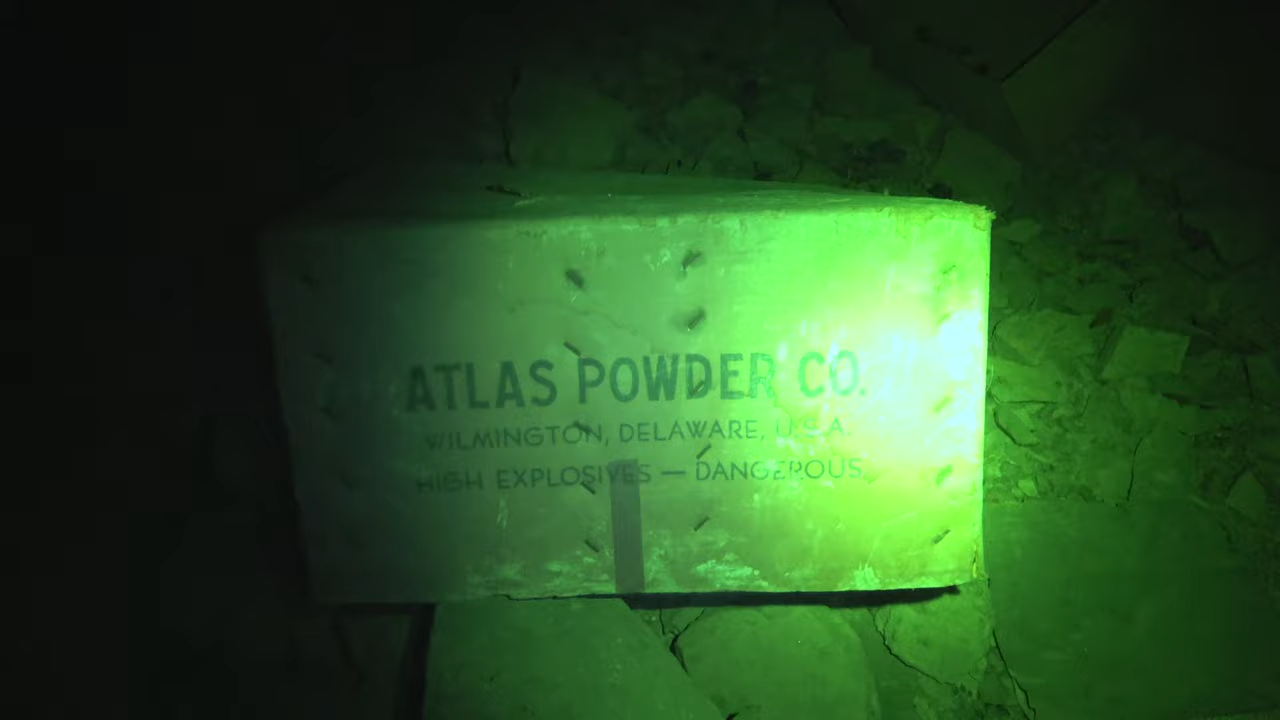 ATLAS POWDER CO.
WILMINGTON, DELAWARE, U.S.A.
HIGH EXPLOSIVES — DANGEROUS